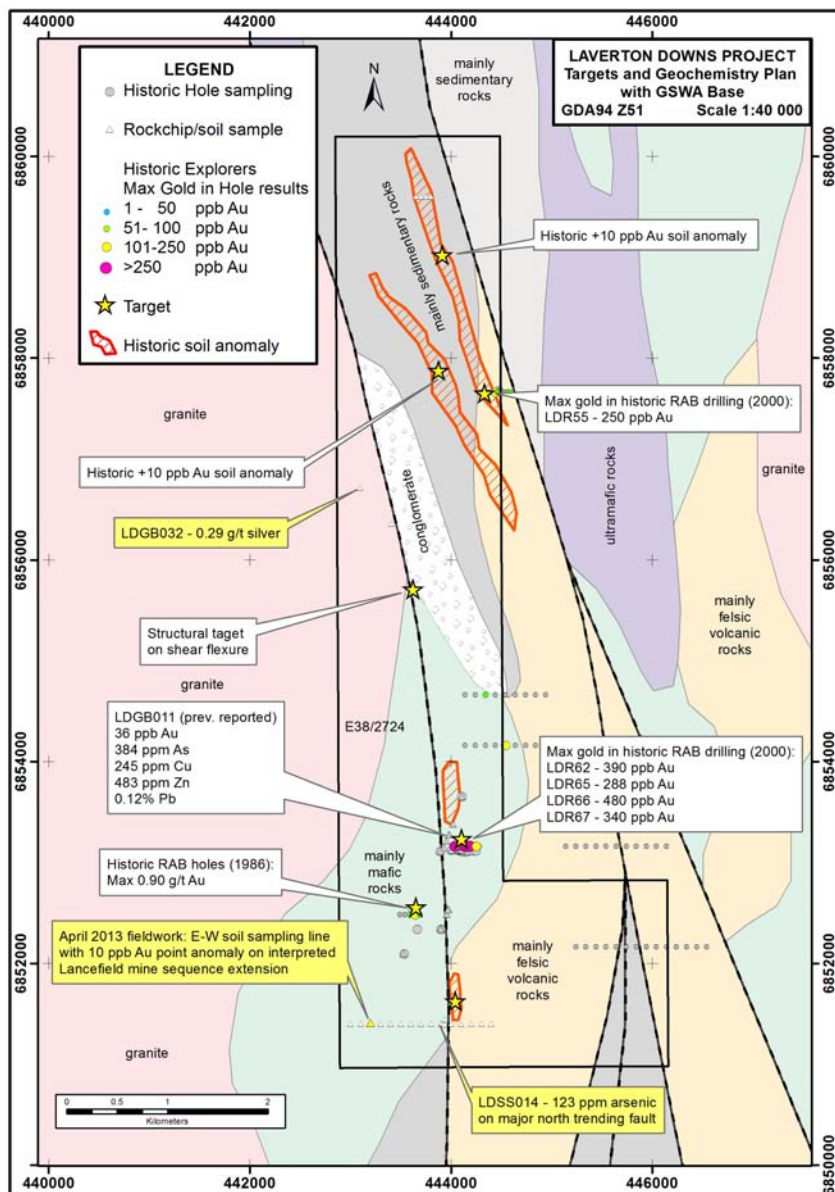 440000 442000 444000 446000
LAVERTON DOWNS PROJECT
Targets and Geochemistry Plan
with GSWA Base
GDA94 Z51 Scale 1:40 000
LEGEND
Historic Hole sampling
Rockchip/soil sample
Historic Explorers
Max Gold in Hole results
1 - 50 ppb Au
51- 100 ppb Au
101-250 ppb Au
>250 ppb Au
Target
Historic soil anomaly
N
mainly
sedimentary
rocks
6860000
6860000
mainly sedimentary rocks
Historic +10 ppb Au soil anomaly
6858000
6858000
granite
Max gold in historic RAB drilling (2000):
LDR55 - 250 ppb Au
Historic +10 ppb Au soil anomaly
granite
ultramafic rocks
conglomerate
LDGB032 - 0.29 g/t silver
6856000
6856000
mainly
felsic
volcanic
rocks
Structural taget
on shear flexure
granite
LDGB011 (prev. reported)
36 ppb Au
384 ppm As
245 ppm Cu
483 ppm Zn
0.12% Pb
E38/2724
6854000
6854000
Max gold in historic RAB drilling (2000):
LDR62 - 390 ppb Au
LDR65 - 288 ppb Au
LDR66 - 480 ppb Au
LDR67 - 340 ppb Au
mainly
mafic
rocks
Historic RAB holes (1986):
Max 0.90 g/t Au
April 2013 fieldwork: E-W soil sampling line
with 10 ppb Au point anomaly on interpreted
Lancefield mine sequence extension
mainly
felsic
volcanic
rocks
6852000
6852000
granite
LDSS014 - 123 ppm arsenic
on major north trending fault
0 0.5 1 2
Kilometers
6850000
6850000
440000 442000 444000 446000